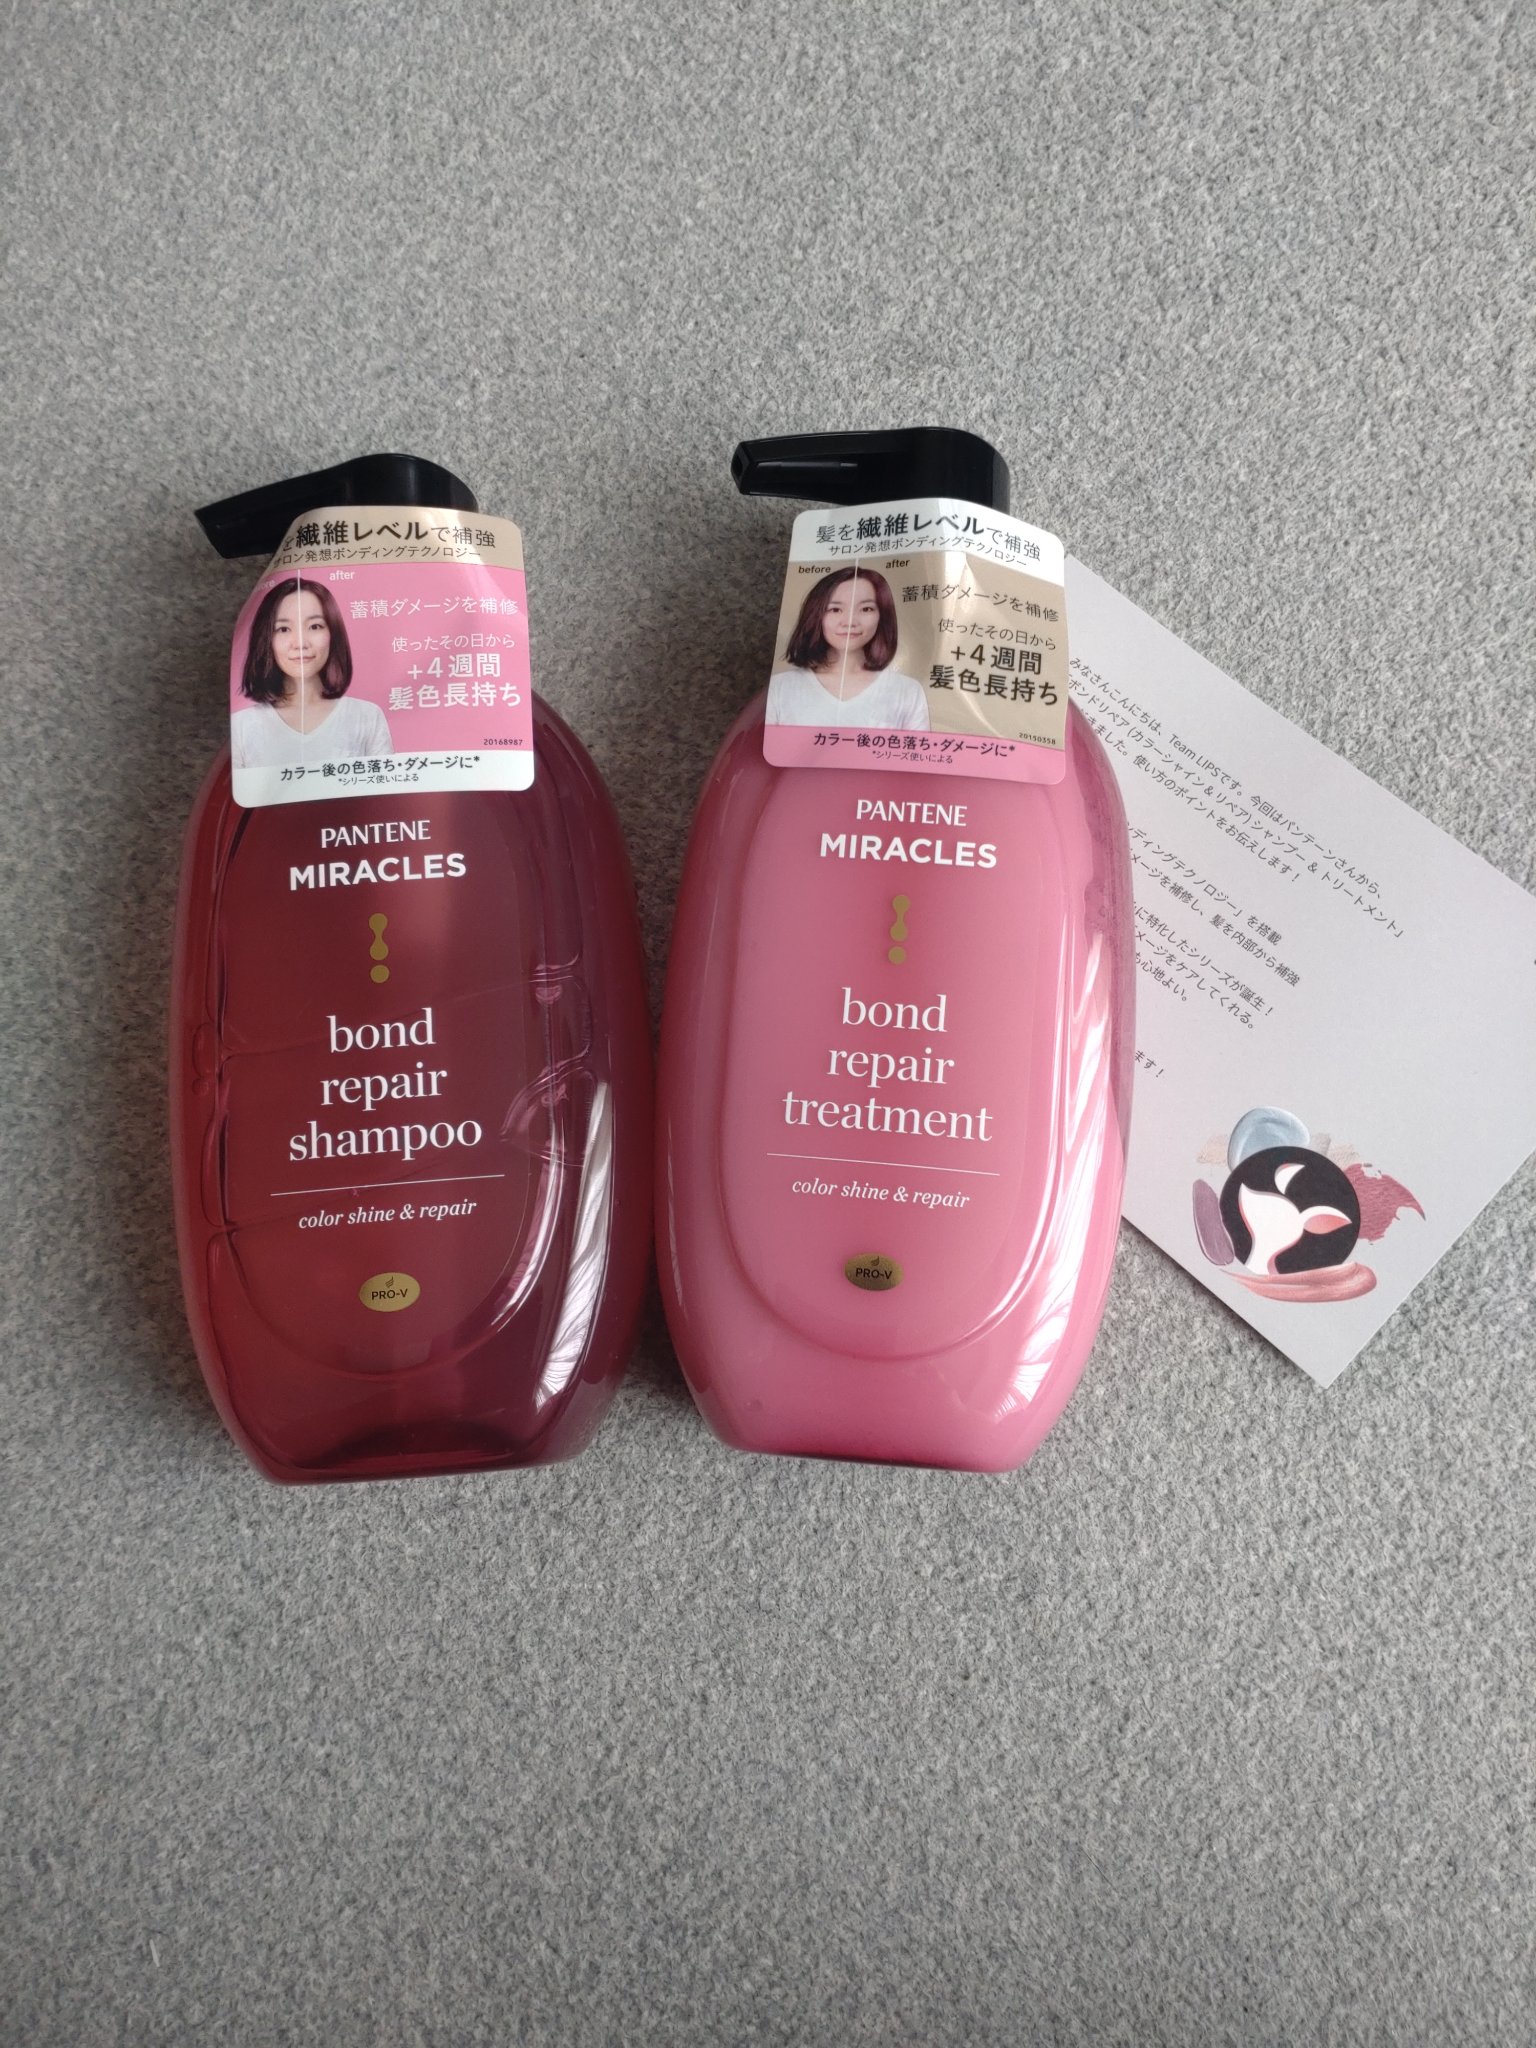 を繊維レベルで補強
サロン発想ボンディングテクノロジー
after
蓄積ダメージを補修
使ったその日から
+4週間
髪色長持ち
20168987
カラー後の色落ち・ダメージに*
*シリーズ使いによる
PANTENE
MIRACLES
bond
repair
shampoo
color shine & repair
PRO-V
髪を繊維レベルで補強
サロン発想ボンディングテクノロジー
before
after
蓄積ダメージを補修
使ったその日から
+4週間
髪色長持ち
20150358
カラー後の色落ち・ダメージに*
*シリーズ使いによる
PANTENE
MIRACLES
bond
repair
treatment
color shine & repair
PRO-V
みなさんこんにちは、Team LIPSです。今回はパンテーンさんから、
ボンドリペア (カラーシャイン&リペア) シャンプー & トリートメント」
きました。使い方のポイントをお伝えします!
ンディングテクノロジー」を搭載
メージを補修し、髪を内部から補強
に特化したシリーズが誕生!
メージをケアしてくれる。
も心地よい。
ます!